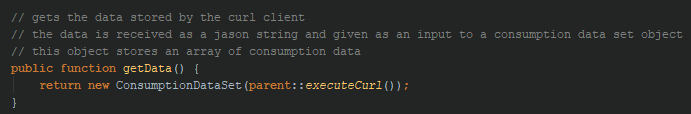 // gets the data stored by the curl client
// the data is received as a jason string and given as an input to a consumption data set object
// this object stores an array of consumption data
public function getData() {
    return new ConsumptionDataSet(parent::executeCurl());
}